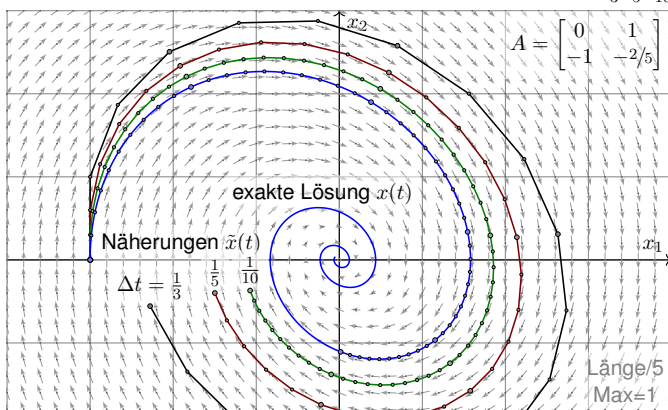 x₂
A = [0 1
−1 −2/5]
exakte Lösung x(t)
Näherungen x̃(t)
x₁
Δt = 1/3 1/5 1/10
Länge/5
Max=1